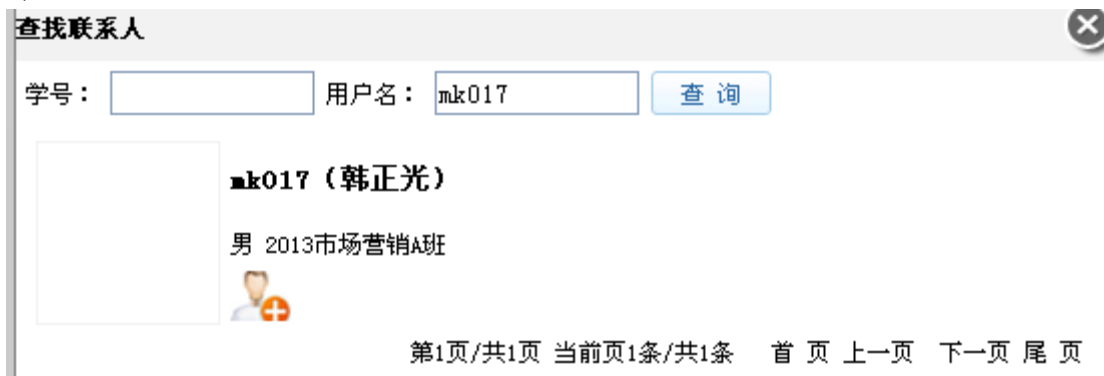 查找联系人
学号： 用户名： mk017 查 询
mk017（韩正光）
男 2013市场营销A班
第1页/共1页 当前页1条/共1条 首 页 上一页 下一页 尾 页